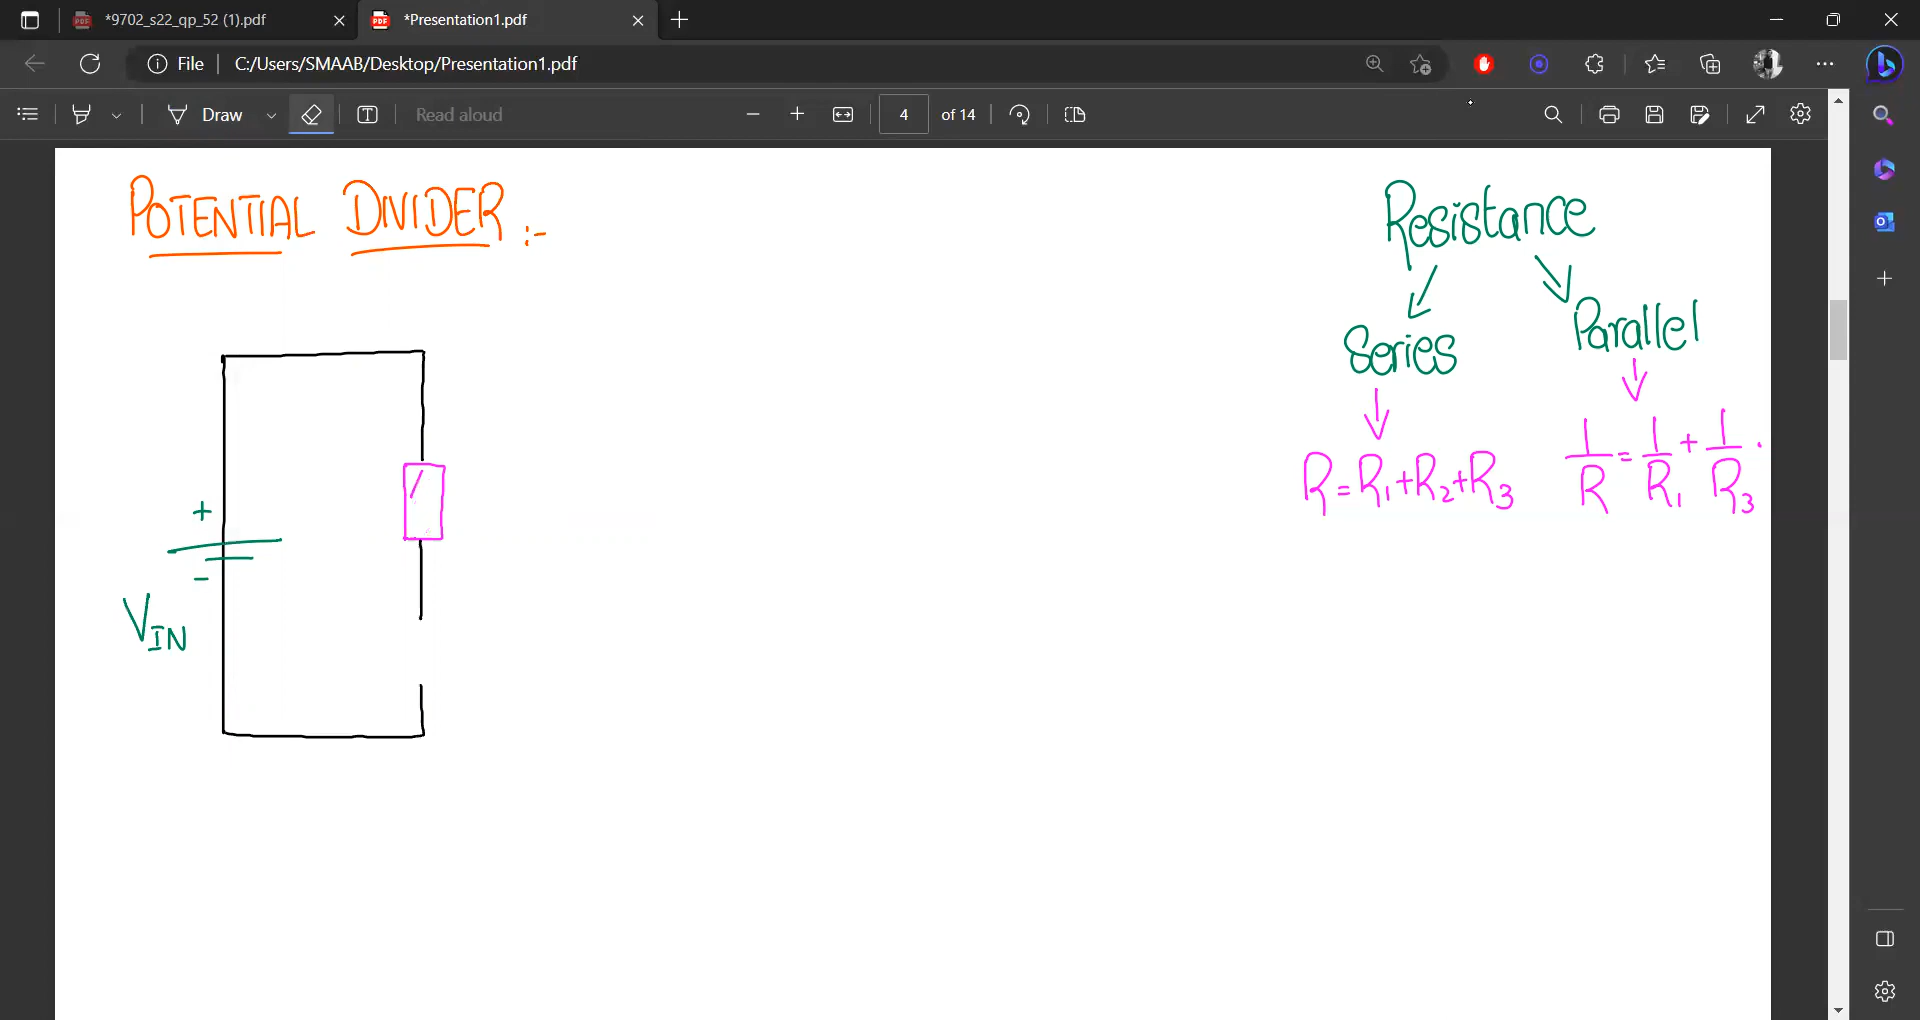 *9702_s22_qp_52 (1).pdf
*Presentation1.pdf
File
C:/Users/SMAAB/Desktop/Presentation1.pdf
Draw
Read aloud
4 of 14
POTENTIAL DIVIDER :-
Resistance
Series
Parallel
R=R₁+R₂+R₃
1/R = 1/R₁ + 1/R₃ .
+
-
VIN